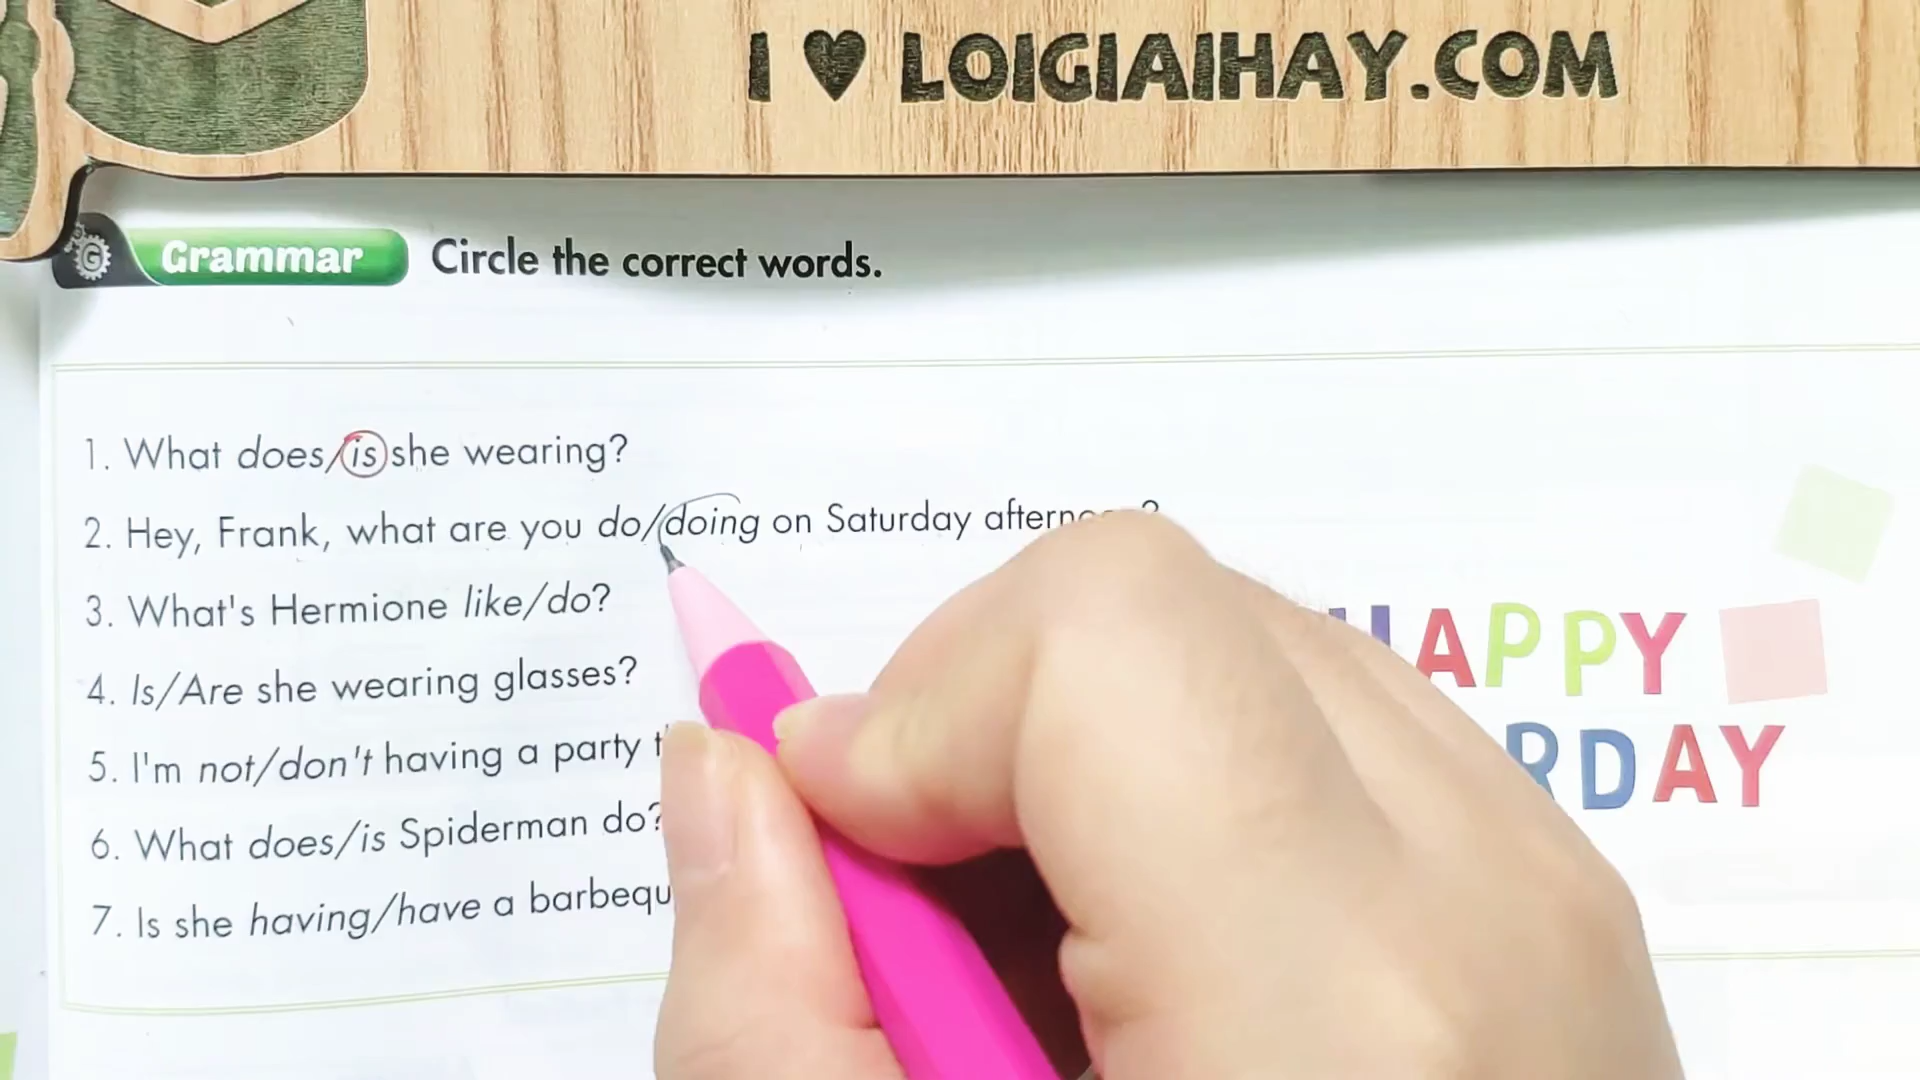 I ♥ LOIGIAIHAY.COM
G Grammar Circle the correct words.
1. What does/is she wearing?
2. Hey, Frank, what are you do/doing on Saturday
3. What's Hermione like/do?
4. Is/Are she wearing glasses?
5. I'm not/don't having a party
6. What does/is Spiderman do?
7. Is she having/have a
APPY
DAY